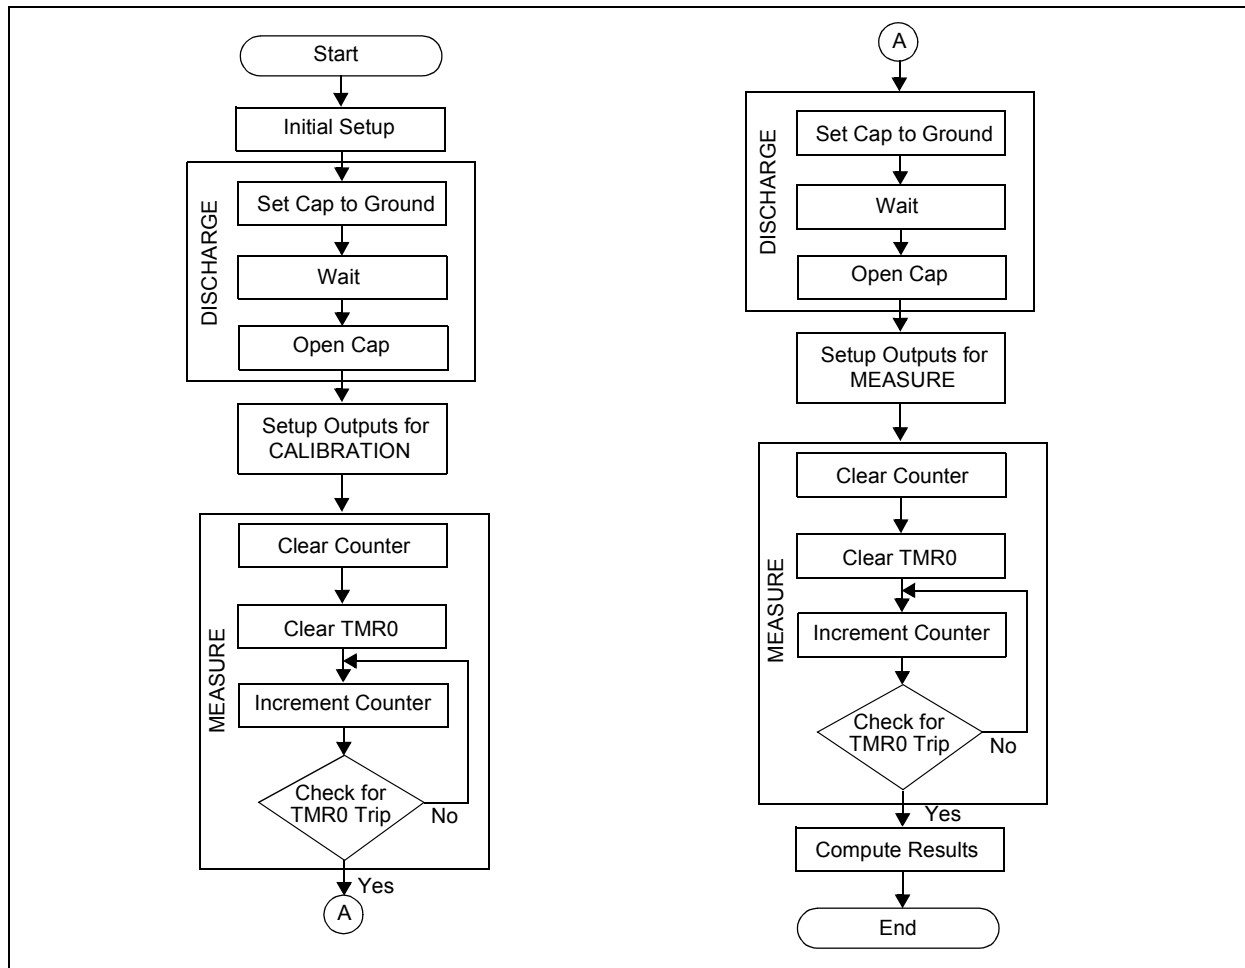 Start
Initial Setup
DISCHARGE
Set Cap to Ground
Wait
Open Cap
Setup Outputs for
CALIBRATION
MEASURE
Clear Counter
Clear TMR0
Increment Counter
Check for
TMR0 Trip
No
Yes
A
A
DISCHARGE
Set Cap to Ground
Wait
Open Cap
Setup Outputs for
MEASURE
MEASURE
Clear Counter
Clear TMR0
Increment Counter
Check for
TMR0 Trip
No
Yes
Compute Results
End